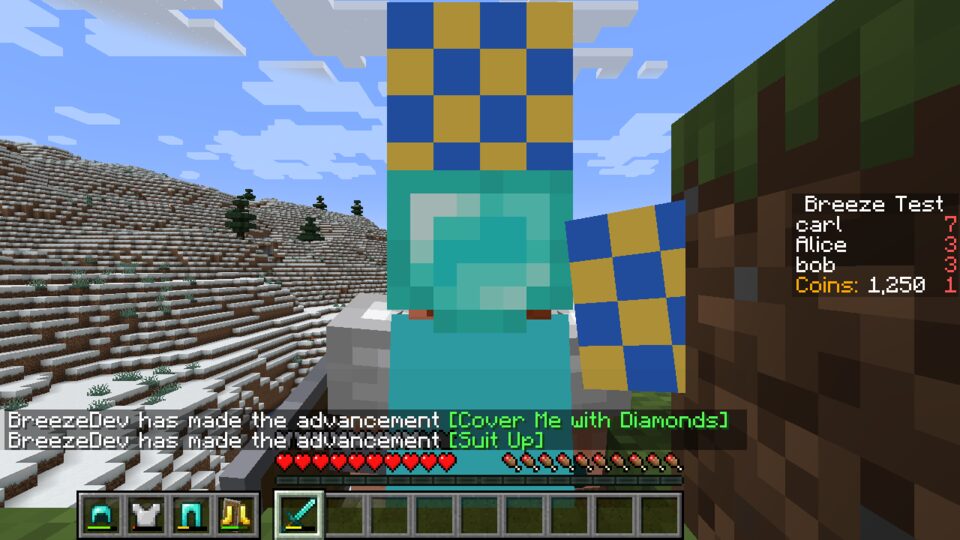 Breeze Test
carl 7
Alice 3
bob 3
Coins: 1,250 1
BreezeDev has made the advancement [Cover Me with Diamonds]
BreezeDev has made the advancement [Suit Up]